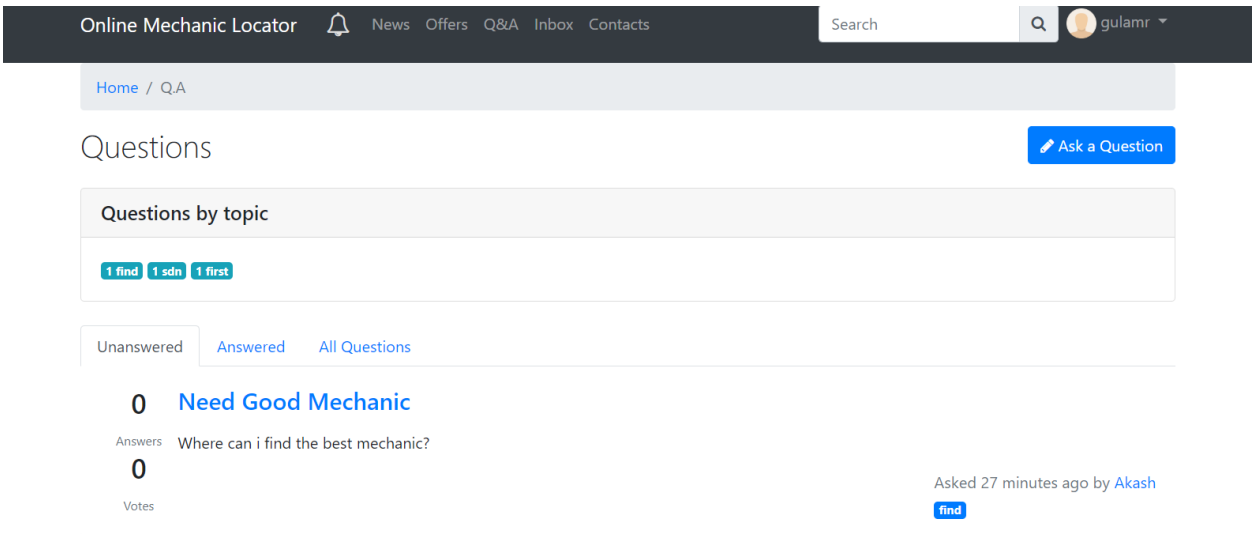 Online Mechanic Locator News Offers Q&A Inbox Contacts Search gulamr
Home / Q.A
Questions Ask a Question
Questions by topic
1 find 1 sdn 1 first
Unanswered Answered All Questions
0 Need Good Mechanic
Answers Where can i find the best mechanic?
0
Asked 27 minutes ago by Akash
Votes
find